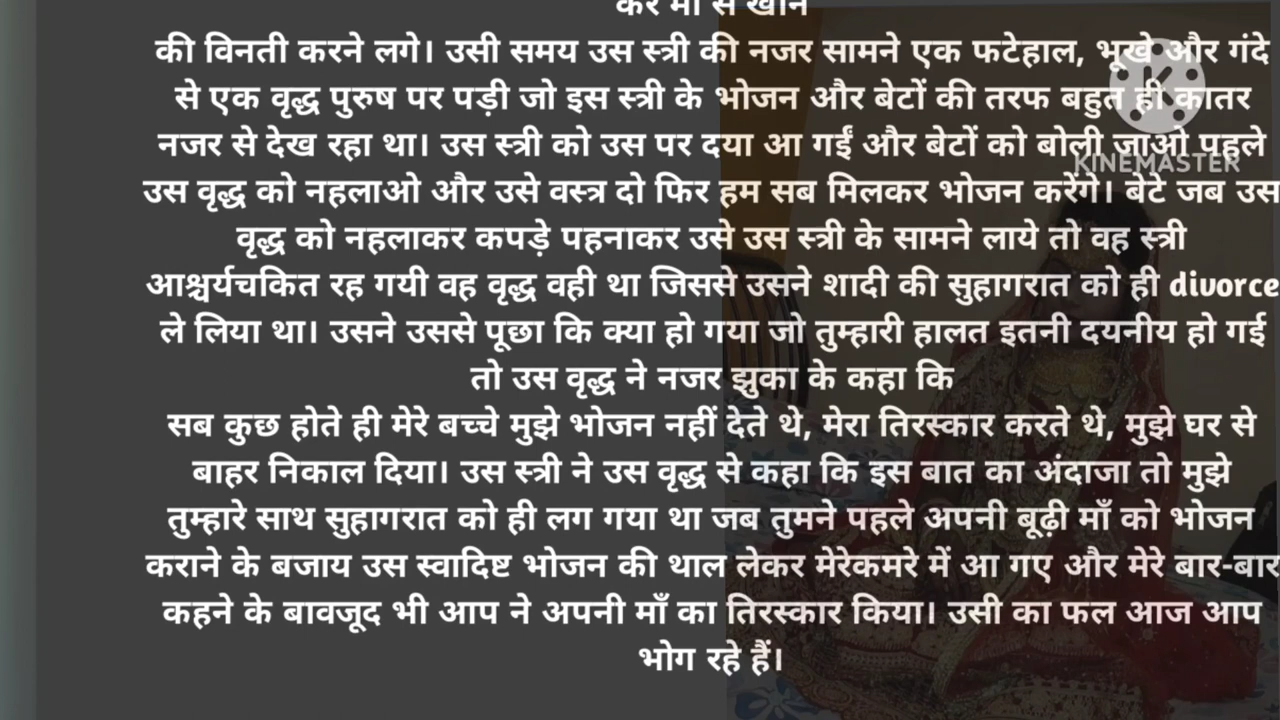 कर माँ से खाने
की विनती करने लगे। उसी समय उस स्त्री की नजर सामने एक फटेहाल, भूखे और गंदे
से एक वृद्ध पुरुष पर पड़ी जो इस स्त्री के भोजन और बेटों की तरफ बहुत ही कातर
नजर से देख रहा था। उस स्त्री को उस पर दया आ गईं और बेटों को बोली जाओ पहले
उस वृद्ध को नहलाओ और उसे वस्त्र दो फिर हम सब मिलकर भोजन करेंगे। बेटे जब उस
वृद्ध को नहलाकर कपड़े पहनाकर उसे उस स्त्री के सामने लाये तो वह स्त्री
आश्चर्यचकित रह गयी वह वृद्ध वही था जिससे उसने शादी की सुहागरात को ही divorce
ले लिया था। उसने उससे पूछा कि क्या हो गया जो तुम्हारी हालत इतनी दयनीय हो गई
तो उस वृद्ध ने नजर झुका के कहा कि
सब कुछ होते ही मेरे बच्चे मुझे भोजन नहीं देते थे, मेरा तिरस्कार करते थे, मुझे घर से
बाहर निकाल दिया। उस स्त्री ने उस वृद्ध से कहा कि इस बात का अंदाजा तो मुझे
तुम्हारे साथ सुहागरात को ही लग गया था जब तुमने पहले अपनी बूढ़ी माँ को भोजन
कराने के बजाय उस स्वादिष्ट भोजन की थाल लेकर मेरेकमरे में आ गए और मेरे बार-बार
कहने के बावजूद भी आप ने अपनी माँ का तिरस्कार किया। उसी का फल आज आप
भोग रहे हैं।
KINEMASTER